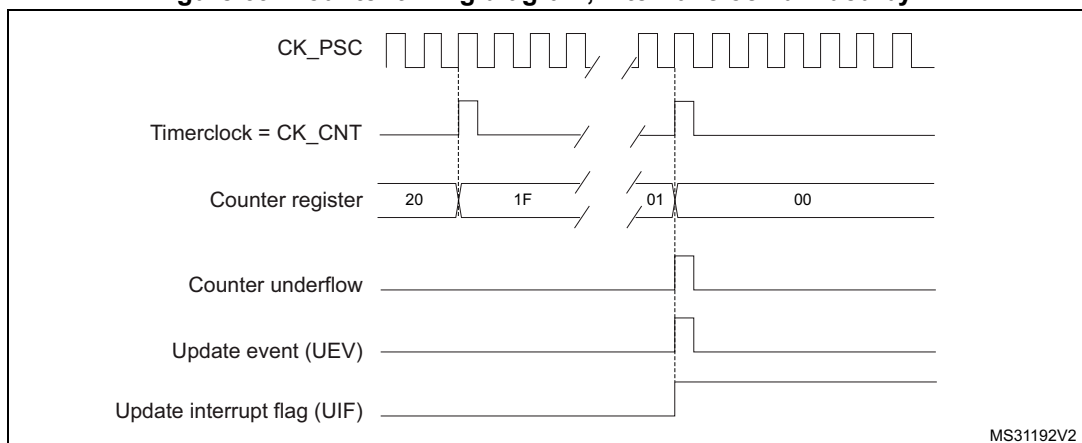 CK_PSC
Timerclock = CK_CNT
Counter register 20 1F 01 00
Counter underflow
Update event (UEV)
Update interrupt flag (UIF)
MS31192V2